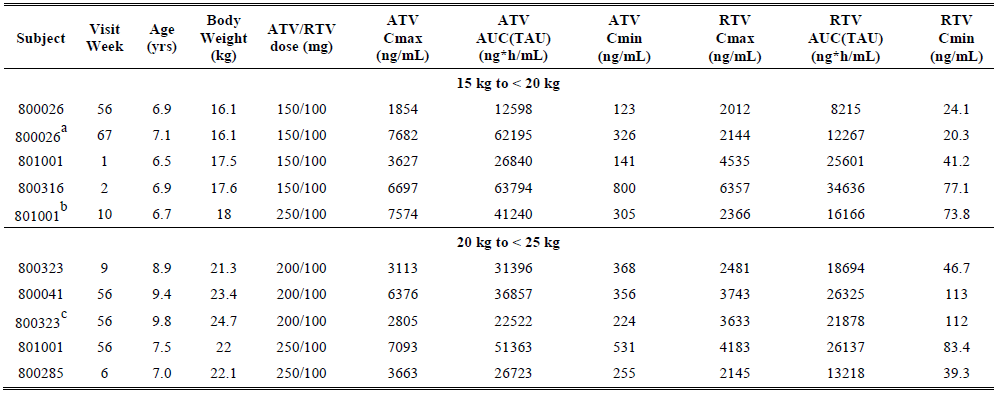 Subject Visit Week Age (yrs) Body Weight (kg) ATV/RTV dose (mg) ATV Cmax (ng/mL) ATV AUC(TAU) (ng*h/mL) ATV Cmin (ng/mL) RTV Cmax (ng/mL) RTV AUC(TAU) (ng*h/mL) RTV Cmin (ng/mL)
15 kg to < 20 kg
800026 56 6.9 16.1 150/100 1854 12598 123 2012 8215 24.1
800026a 67 7.1 16.1 150/100 7682 62195 326 2144 12267 20.3
801001 1 6.5 17.5 150/100 3627 26840 141 4535 25601 41.2
800316 2 6.9 17.6 150/100 6697 63794 800 6357 34636 77.1
801001b 10 6.7 18 250/100 7574 41240 305 2366 16166 73.8
20 kg to < 25 kg
800323 9 8.9 21.3 200/100 3113 31396 368 2481 18694 46.7
800041 56 9.4 23.4 200/100 6376 36857 356 3743 26325 113
800323c 56 9.8 24.7 200/100 2805 22522 224 3633 21878 112
801001 56 7.5 22 250/100 7093 51363 531 4183 26137 83.4
800285 6 7.0 22.1 250/100 3663 26723 255 2145 13218 39.3